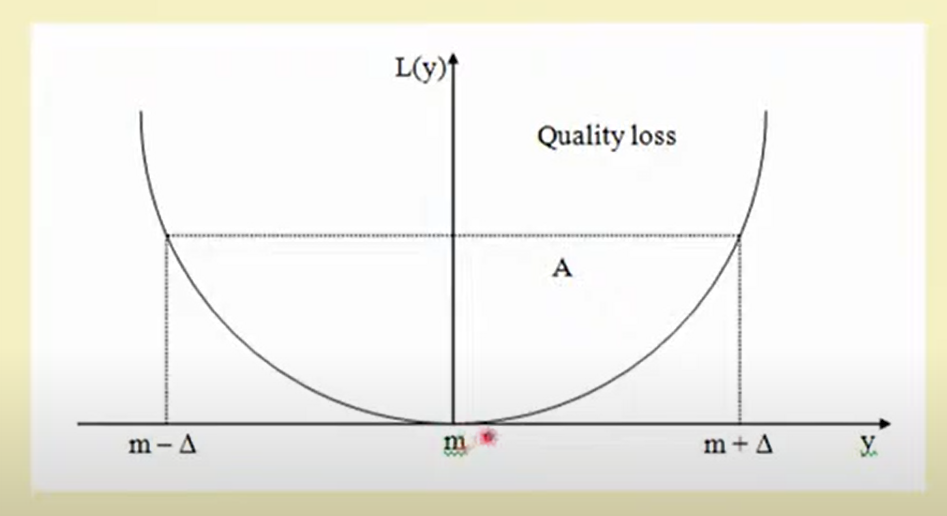 L(y)
Quality loss
A
m – Δ
m
m + Δ
y